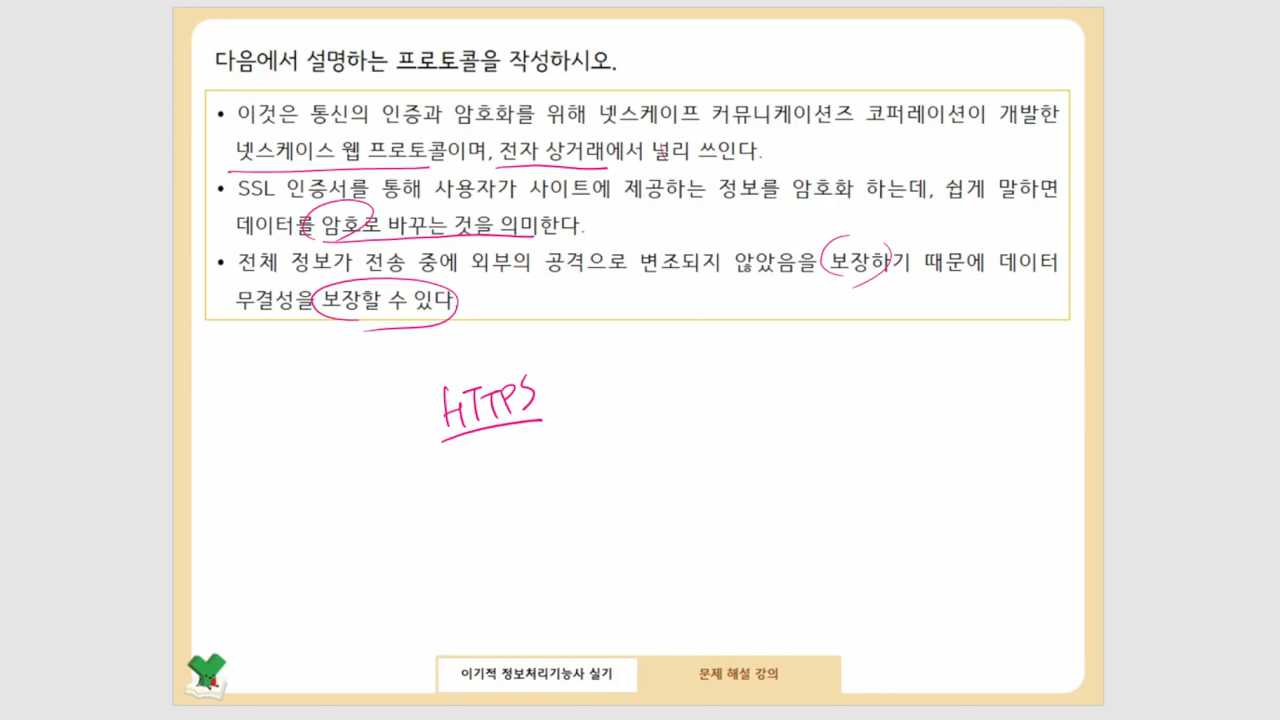 다음에서 설명하는 프로토콜을 작성하시오.
• 이것은 통신의 인증과 암호화를 위해 넷스케이프 커뮤니케이션즈 코퍼레이션이 개발한
넷스케이스 웹 프로토콜이며, 전자 상거래에서 널리 쓰인다.
• SSL 인증서를 통해 사용자가 사이트에 제공하는 정보를 암호화 하는데, 쉽게 말하면
데이터를 암호로 바꾸는 것을 의미한다.
• 전체 정보가 전송 중에 외부의 공격으로 변조되지 않았음을 보장하기 때문에 데이터
무결성을 보장할 수 있다.
HTTPS
이기적 정보처리기능사 실기
문제 해설 강의